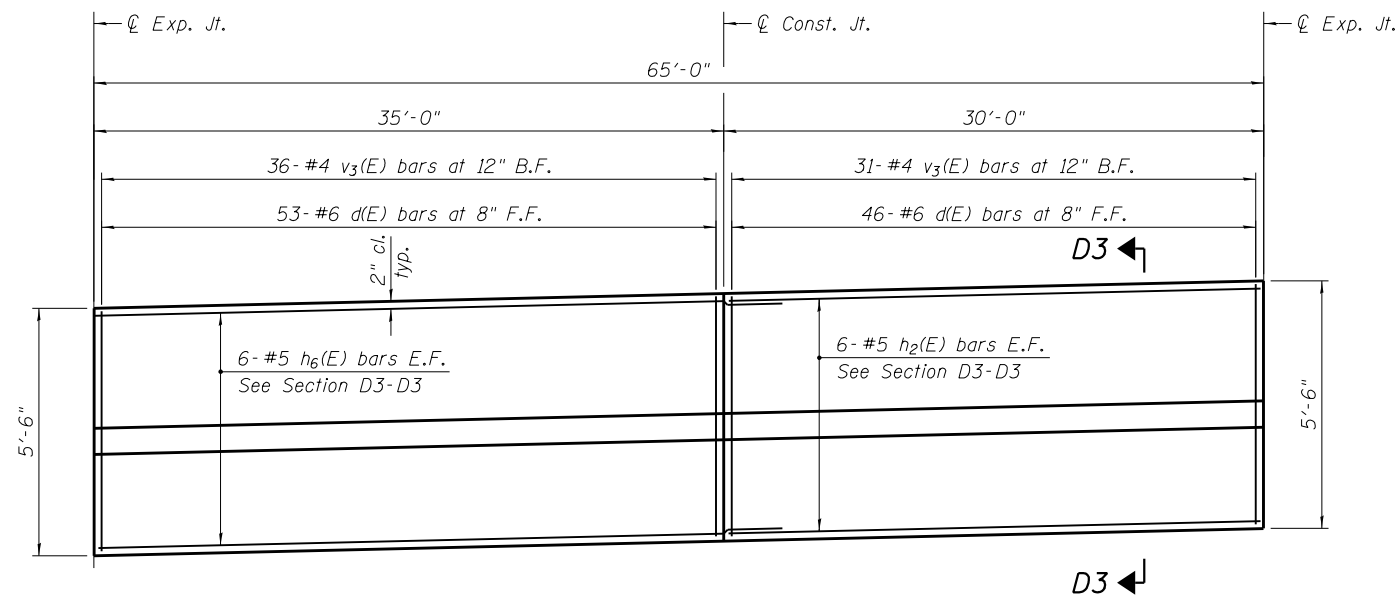 ℄ Exp. Jt.
℄ Const. Jt.
℄ Exp. Jt.
65'-0"
35'-0"
30'-0"
36-#4 v₃(E) bars at 12" B.F.
31-#4 v₃(E) bars at 12" B.F.
53-#6 d(E) bars at 8" F.F.
46-#6 d(E) bars at 8" F.F.
2" cl.
typ.
D3
6-#5 h₆(E) bars E.F.
See Section D3-D3
6-#5 h₂(E) bars E.F.
See Section D3-D3
5'-6"
5'-6"
D3